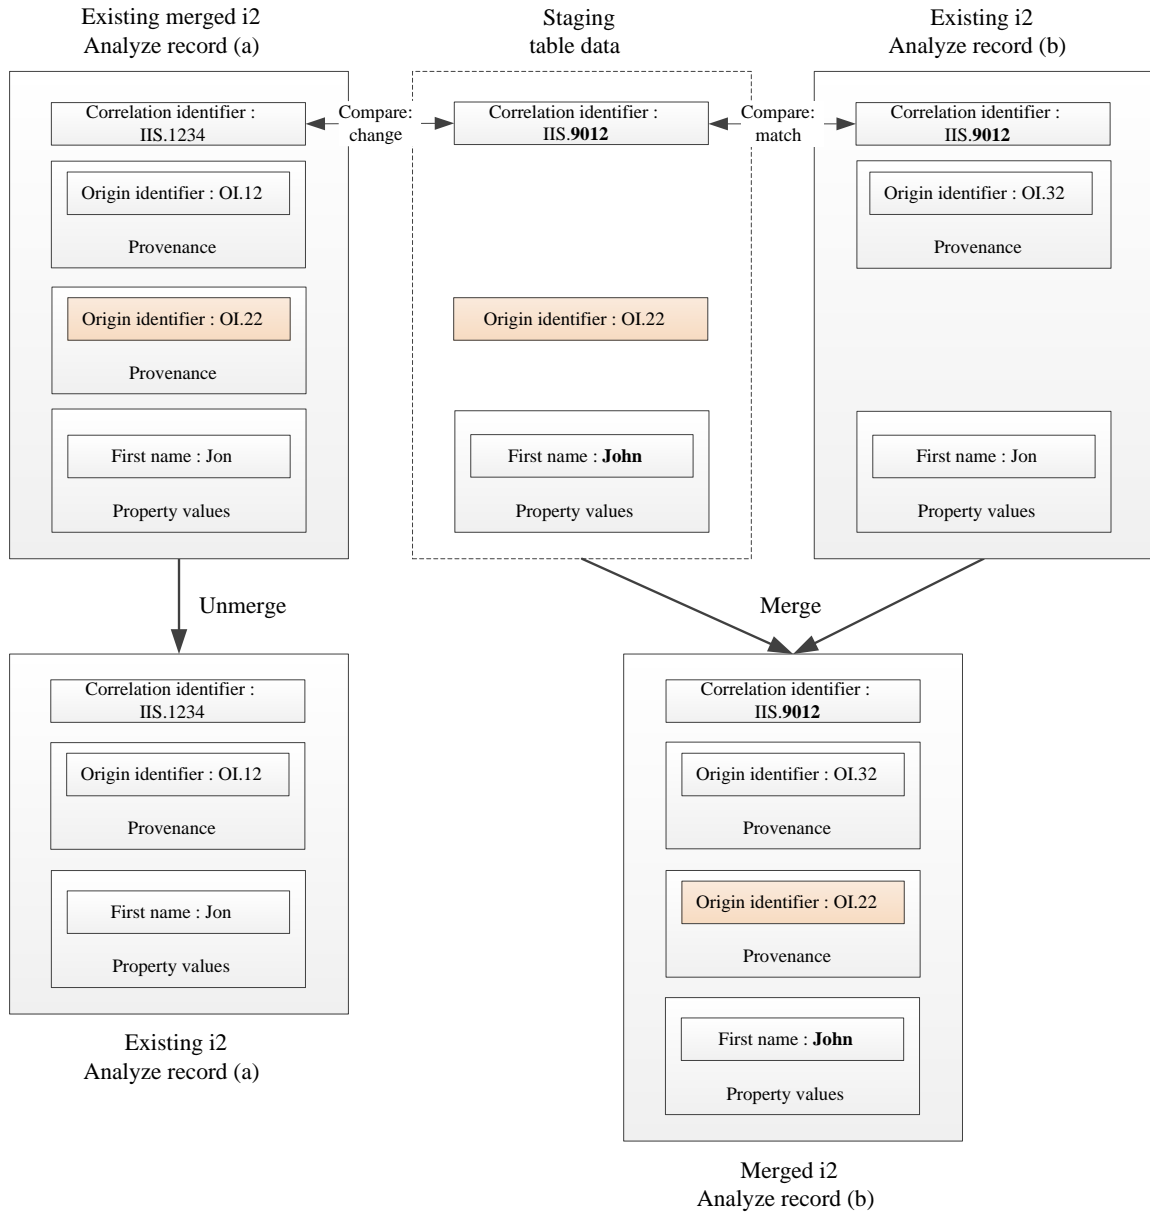 Existing merged i2
Analyze record (a)
Staging
table data
Existing i2
Analyze record (b)
Correlation identifier :
IIS.1234
Compare:
change
Correlation identifier :
IIS.9012
Compare:
match
Correlation identifier :
IIS.9012
Origin identifier : OI.12
Provenance
Origin identifier : OI.32
Provenance
Origin identifier : OI.22
Provenance
Origin identifier : OI.22
First name : Jon
Property values
First name : John
Property values
First name : Jon
Property values
Unmerge
Merge
Correlation identifier :
IIS.1234
Origin identifier : OI.12
Provenance
First name : Jon
Property values
Existing i2
Analyze record (a)
Correlation identifier :
IIS.9012
Origin identifier : OI.32
Provenance
Origin identifier : OI.22
Provenance
First name : John
Property values
Merged i2
Analyze record (b)